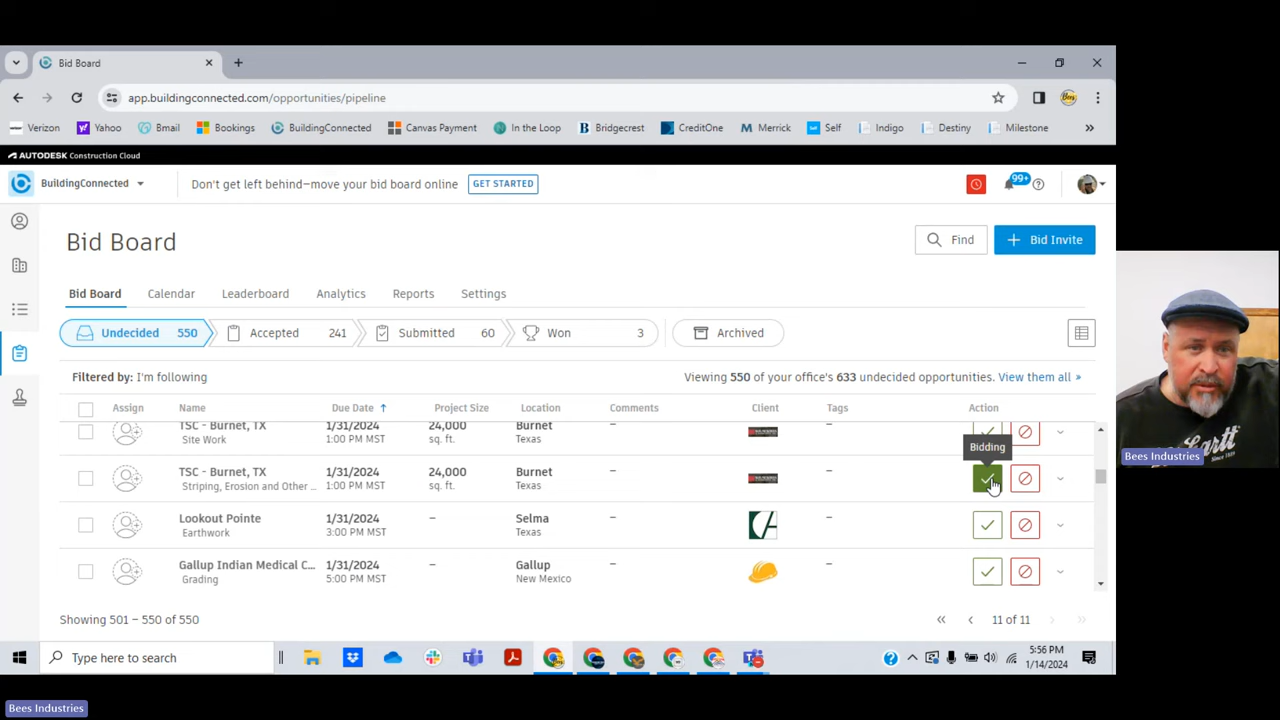 Bid Board
app.buildingconnected.com/opportunities/pipeline
Verizon Yahoo Bmail Bookings BuildingConnected Canvas Payment In the Loop Bridgecrest CreditOne Merrick Self Indigo Destiny Milestone »
AUTODESK Construction Cloud
BuildingConnected Don't get left behind—move your bid board online GET STARTED 99+
Bid Board Find + Bid Invite
Bid Board Calendar Leaderboard Analytics Reports Settings
Undecided 550 Accepted 241 Submitted 60 Won 3 Archived
Filtered by: I'm following Viewing 550 of your office's 633 undecided opportunities. View them all »
Assign Name Due Date Project Size Location Comments Client Tags Action
TSC - Burnet, TX 1/31/2024 24,000 Burnet – –
Site Work 1:00 PM MST sq. ft. Texas
Bidding
TSC - Burnet, TX 1/31/2024 24,000 Burnet – –
Striping, Erosion and Other ... 1:00 PM MST sq. ft. Texas
Lookout Pointe 1/31/2024 – Selma – –
Earthwork 3:00 PM MST Texas
Gallup Indian Medical C... 1/31/2024 – Gallup – –
Grading 5:00 PM MST New Mexico
Showing 501 – 550 of 550 11 of 11
Type here to search 5:56 PM
1/14/2024
Bees Industries
Bees Industries